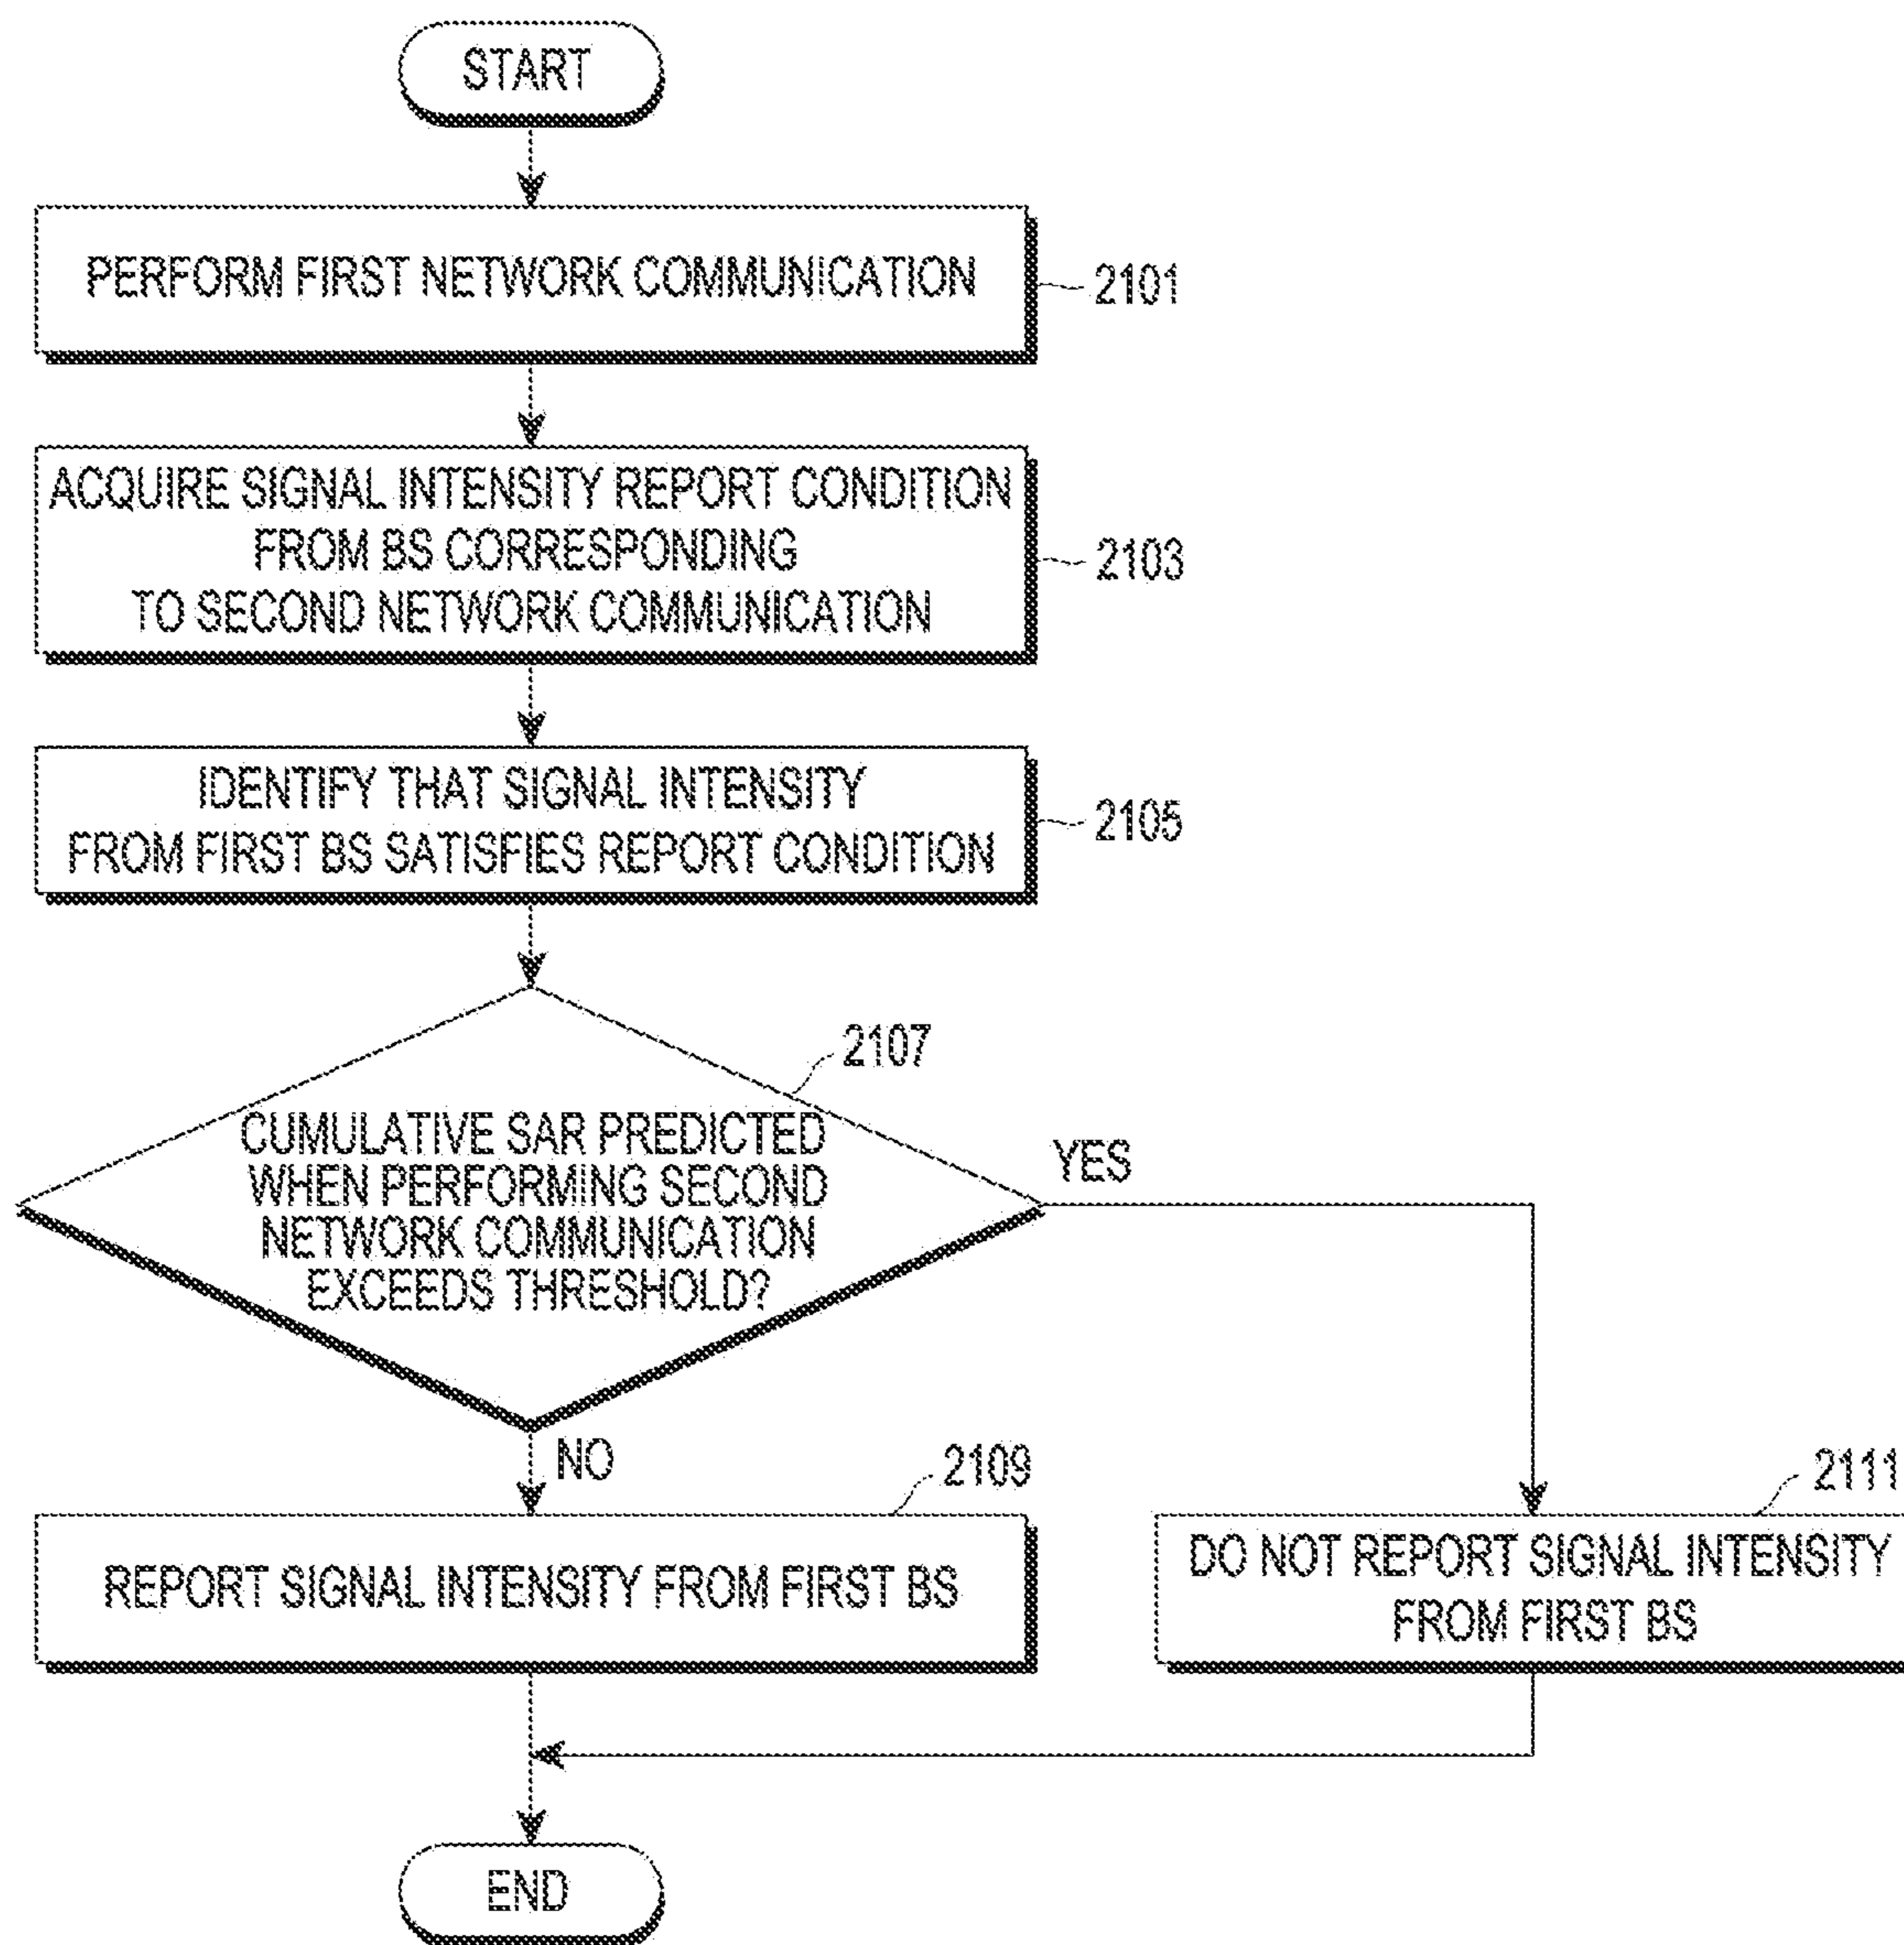 START
PERFORM FIRST NETWORK COMMUNICATION
2101
ACQUIRE SIGNAL INTENSITY REPORT CONDITION
FROM BS CORRESPONDING
TO SECOND NETWORK COMMUNICATION
2103
IDENTIFY THAT SIGNAL INTENSITY
FROM FIRST BS SATISFIES REPORT CONDITION
2105
2107
CUMULATIVE SAR PREDICTED
WHEN PERFORMING SECOND
NETWORK COMMUNICATION
EXCEEDS THRESHOLD?
YES
NO
2109
REPORT SIGNAL INTENSITY FROM FIRST BS
2111
DO NOT REPORT SIGNAL INTENSITY
FROM FIRST BS
END